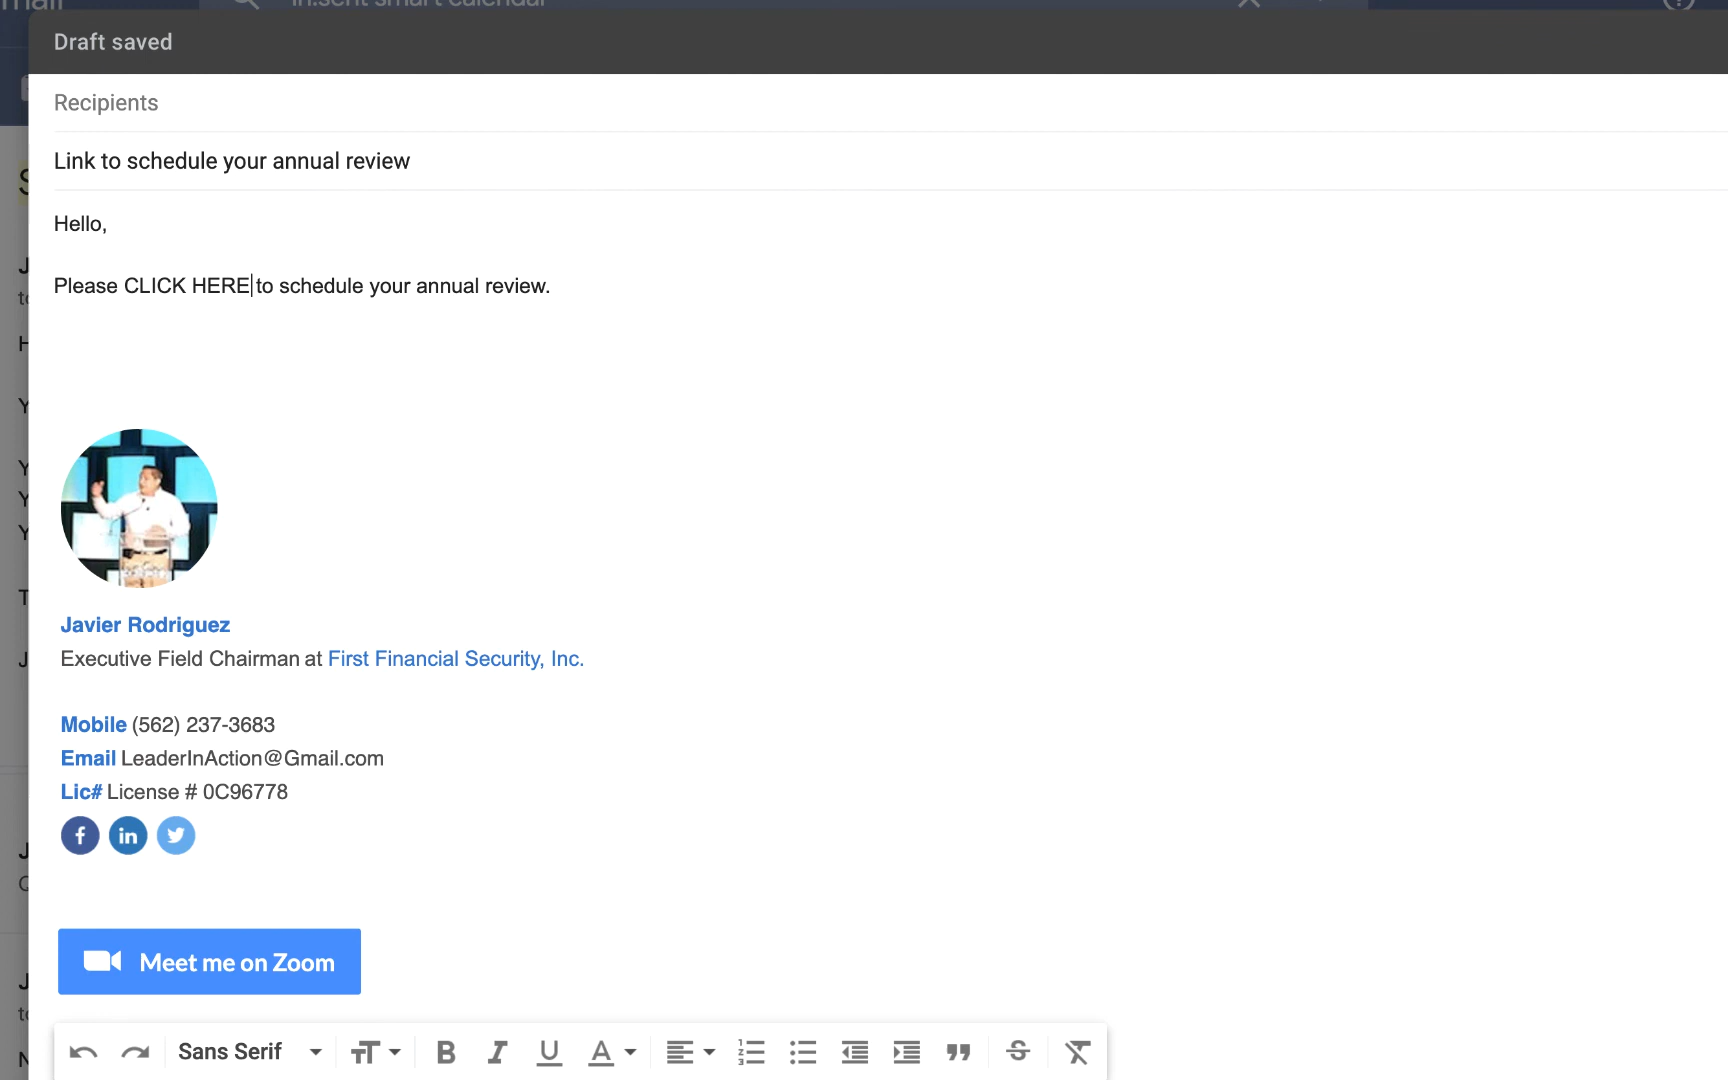 Draft saved
Recipients
Link to schedule your annual review
Hello,
Please CLICK HERE to schedule your annual review.
Javier Rodriguez
Executive Field Chairman at First Financial Security, Inc.
Mobile (562) 237-3683
Email LeaderInAction@Gmail.com
Lic# License # 0C96778
f in
Meet me on Zoom
Sans Serif